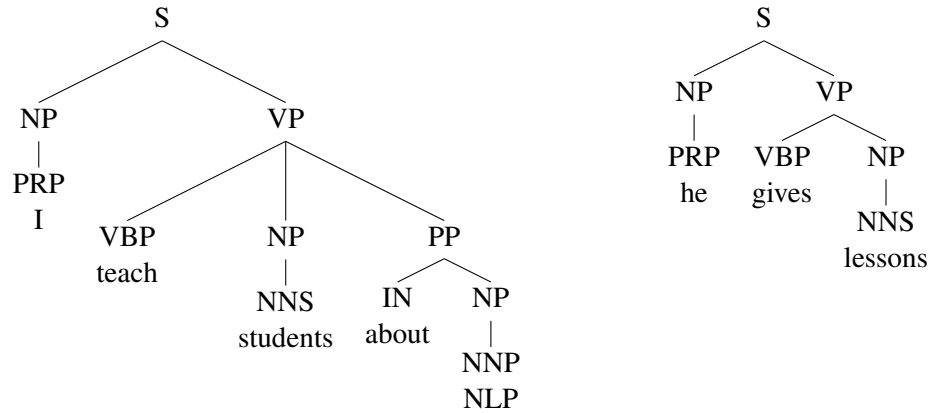 S
NP VP
PRP
I
VBP NP PP
teach
NNS IN NP
students about
NNP
NLP
S
NP VP
PRP VBP NP
he gives
NNS
lessons